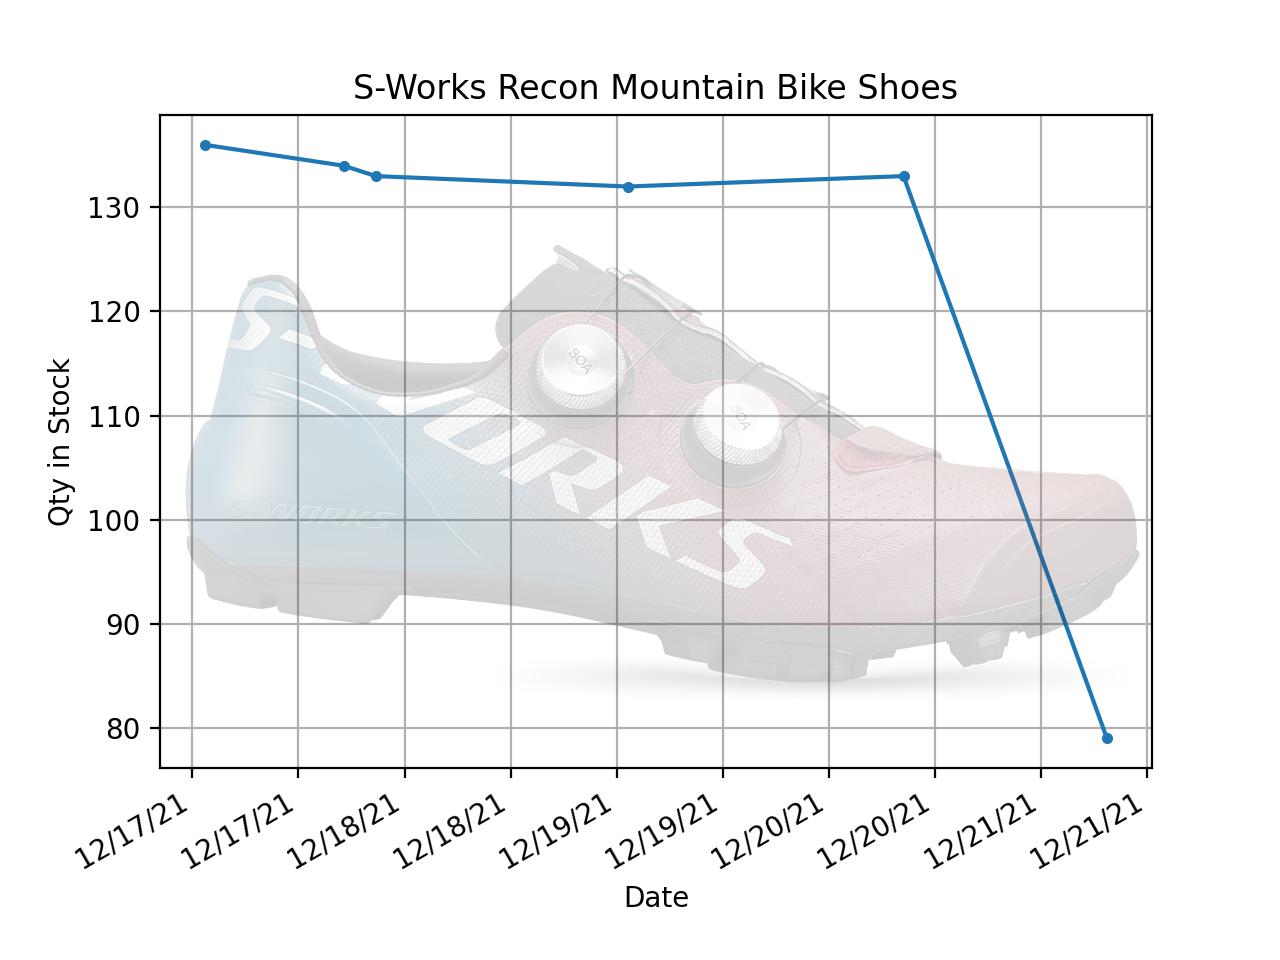 S-Works Recon Mountain Bike Shoes
Qty in Stock
130
120
110
100
90
80
S-
WORKS
BOA
BOA
S-WORKS
12/17/21
12/17/21
12/18/21
12/18/21
12/19/21
12/19/21
12/20/21
12/20/21
12/21/21
12/21/21
Date